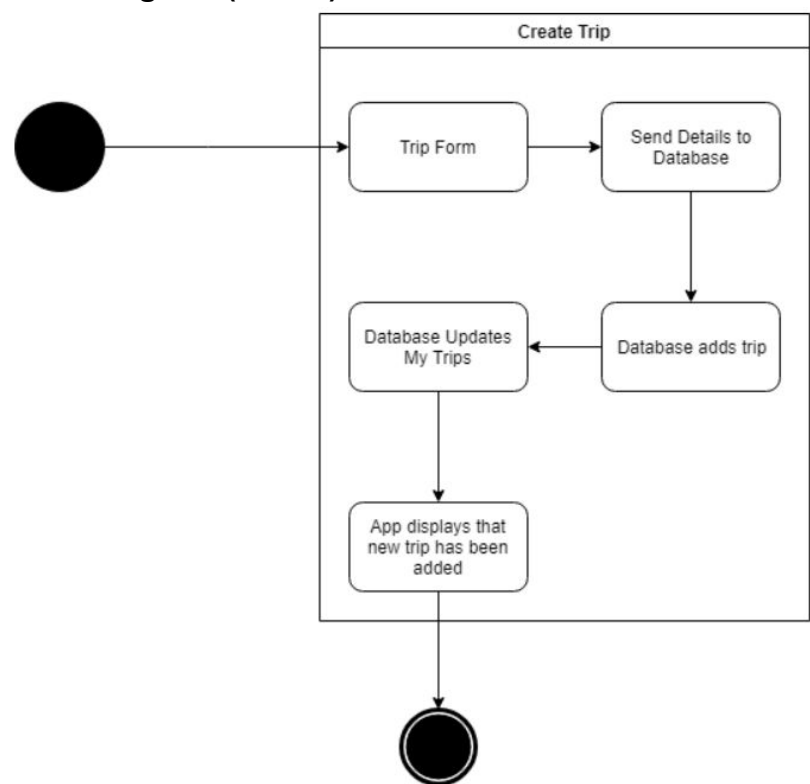 Create Trip
Trip Form
Send Details to
Database
Database adds trip
Database Updates
My Trips
App displays that
new trip has been
added